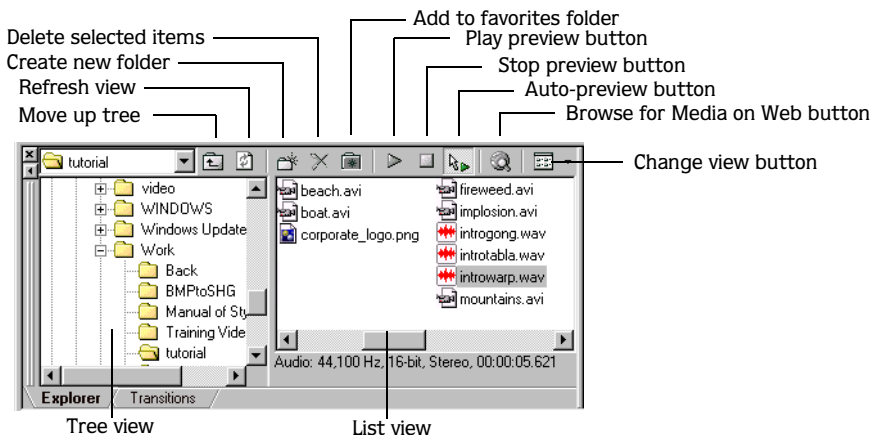 Add to favorites folder
Delete selected items
Play preview button
Create new folder
Stop preview button
Refresh view
Auto-preview button
Move up tree
Browse for Media on Web button
Change view button
tutorial
video
WINDOWS
Windows Update
Work
Back
BMPtoSHG
Manual of Sty
Training Vide
tutorial
beach.avi
boat.avi
corporate_logo.png
fireweed.avi
implosion.avi
introgong.wav
introtabla.wav
introwarp.wav
mountains.avi
Audio: 44,100 Hz, 16-bit, Stereo, 00:00:05.621
Explorer
Transitions
Tree view
List view